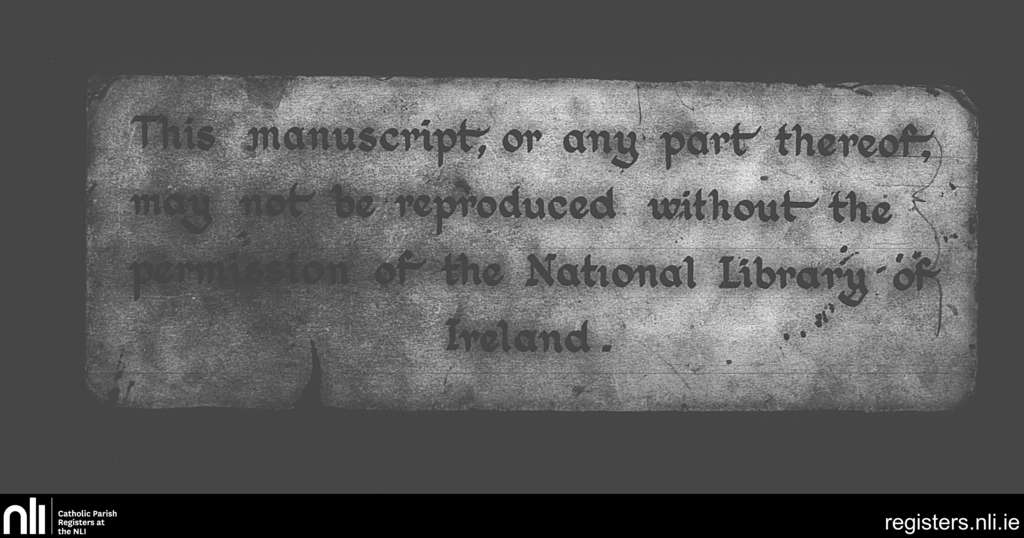 This manuscript, or any part thereof,
may not be reproduced without the
permission of the National Library of
Ireland.
nli
Catholic Parish
Registers at
the NLI
registers.nli.ie